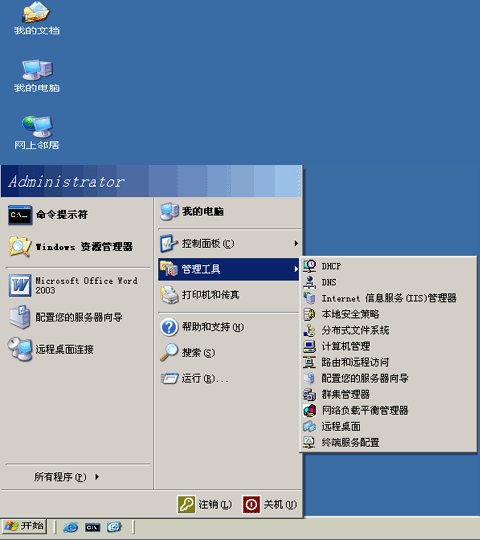 我的文档
我的电脑
网上邻居
Administrator
命令提示符
Windows 资源管理器
Microsoft Office Word
2003
配置您的服务器向导
远程桌面连接
所有程序(P)
我的电脑
控制面板(C)
管理工具
打印机和传真
帮助和支持(H)
搜索(S)
运行(R)...
DHCP
DNS
Internet 信息服务(IIS)管理器
本地安全策略
分布式文件系统
计算机管理
路由和远程访问
配置您的服务器向导
群集管理器
网络负载平衡管理器
远程桌面
终端服务配置
注销(L)
关机(U)
开始